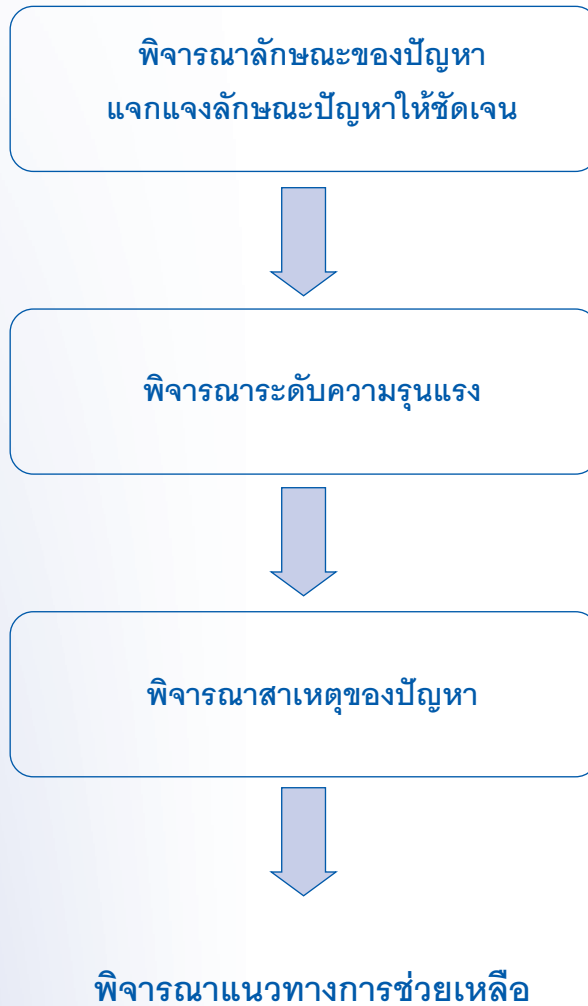 พิจารณาลักษณะของปัญหา
แจกแจงลักษณะปัญหาให้ชัดเจน
พิจารณาระดับความรุนแรง
พิจารณาสาเหตุของปัญหา
พิจารณาแนวทางการช่วยเหลือ